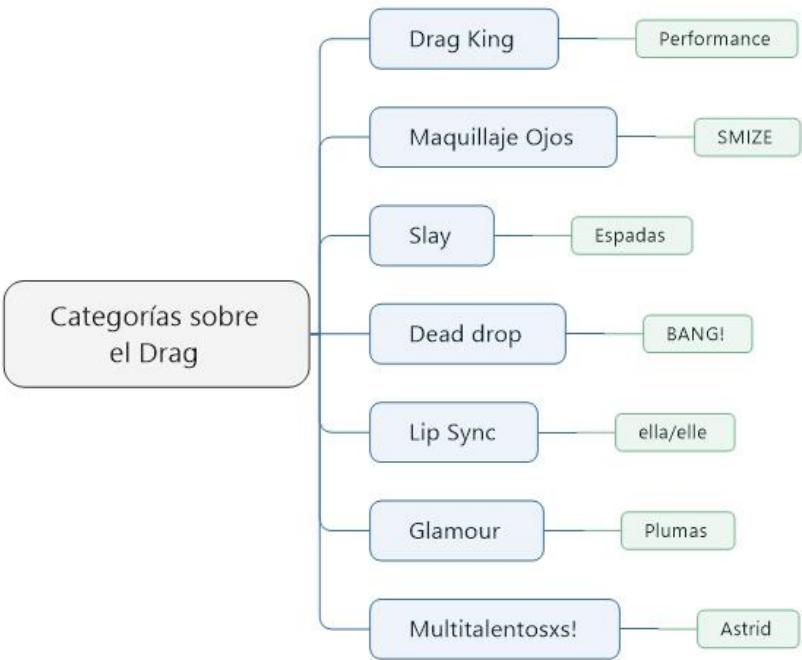 Drag King
Performance
Maquillaje Ojos
SMIZE
Slay
Espadas
Categorías sobre
el Drag
Dead drop
BANG!
Lip Sync
ella/elle
Glamour
Plumas
Multitalentosxs!
Astrid